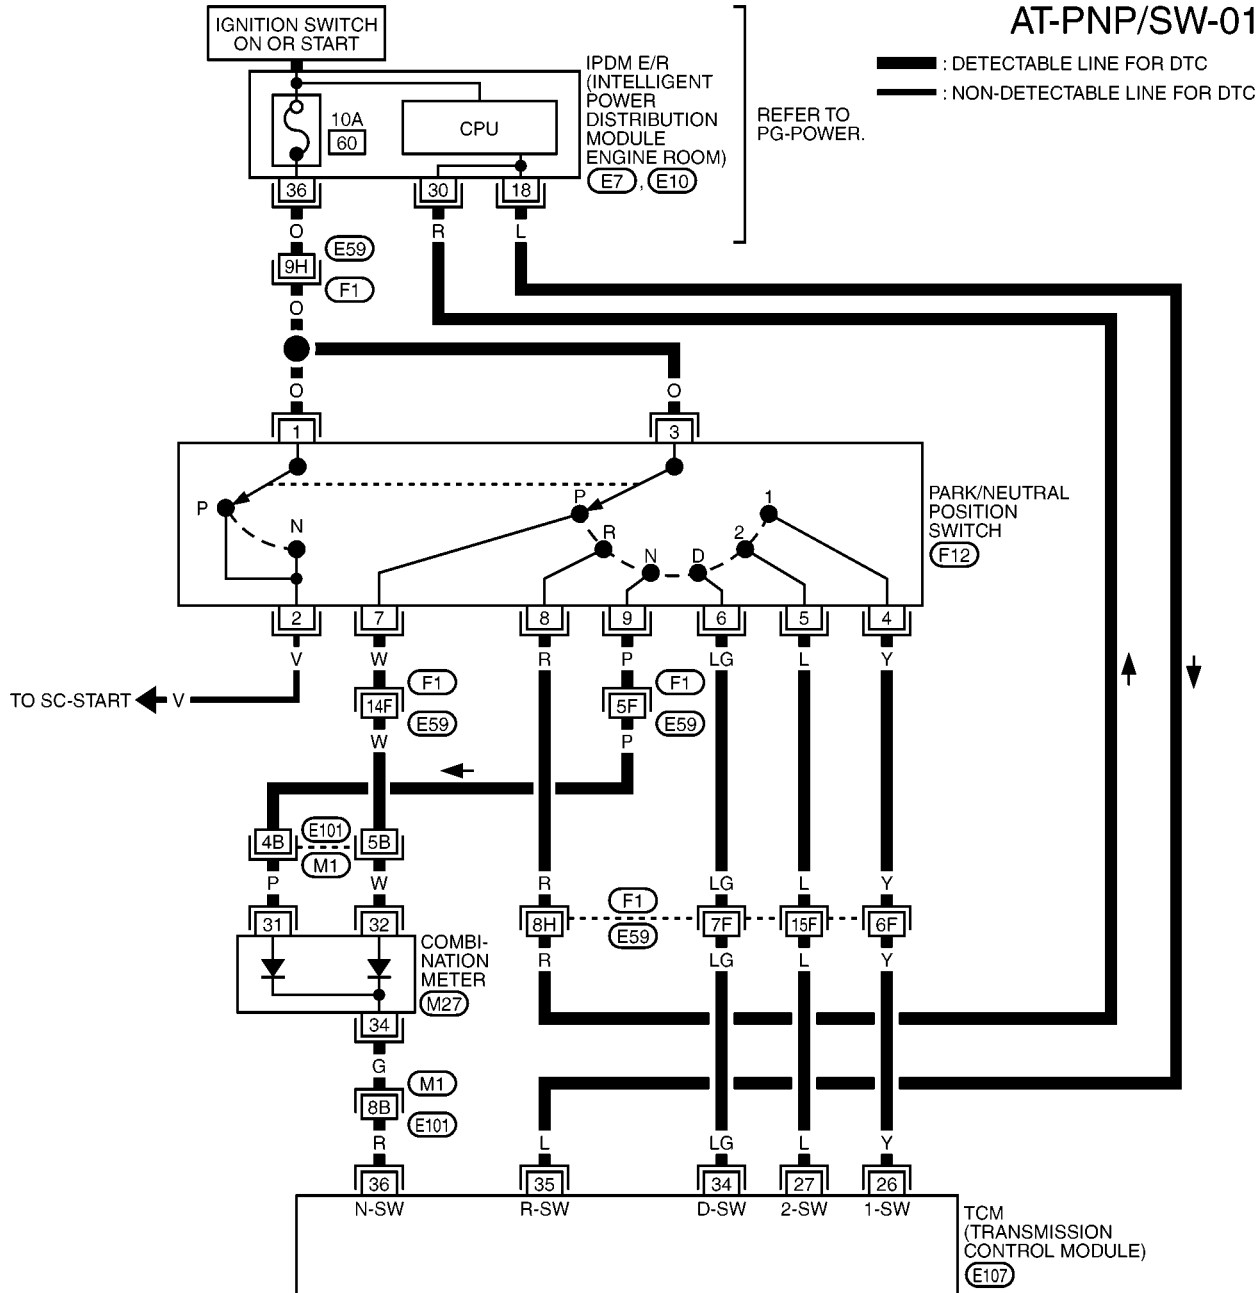 AT-PNP/SW-01
IGNITION SWITCH
ON OR START
: DETECTABLE LINE FOR DTC
: NON-DETECTABLE LINE FOR DTC
IPDM E/R
(INTELLIGENT
POWER
DISTRIBUTION
MODULE
ENGINE ROOM)
E7 , E10
REFER TO
PG-POWER.
10A
60
CPU
36 30 18
O R L
E59
9H
F1
O
O O
1 3
P N
P R N D 2 1
PARK/NEUTRAL
POSITION
SWITCH
F12
2 7 8 9 6 5 4
V W R P LG L Y
TO SC-START V
F1 F1
14F 5F
E59 E59
W P
4B E101 5B
M1
P W R LG L Y
31 32
F1
8H 7F 15F 6F
E59
COMBI-
NATION
METER
M27
R LG L Y
34
G
M1
8B
E101
R L LG L Y
36 35 34 27 26
N-SW R-SW D-SW 2-SW 1-SW
TCM
(TRANSMISSION
CONTROL MODULE)
E107